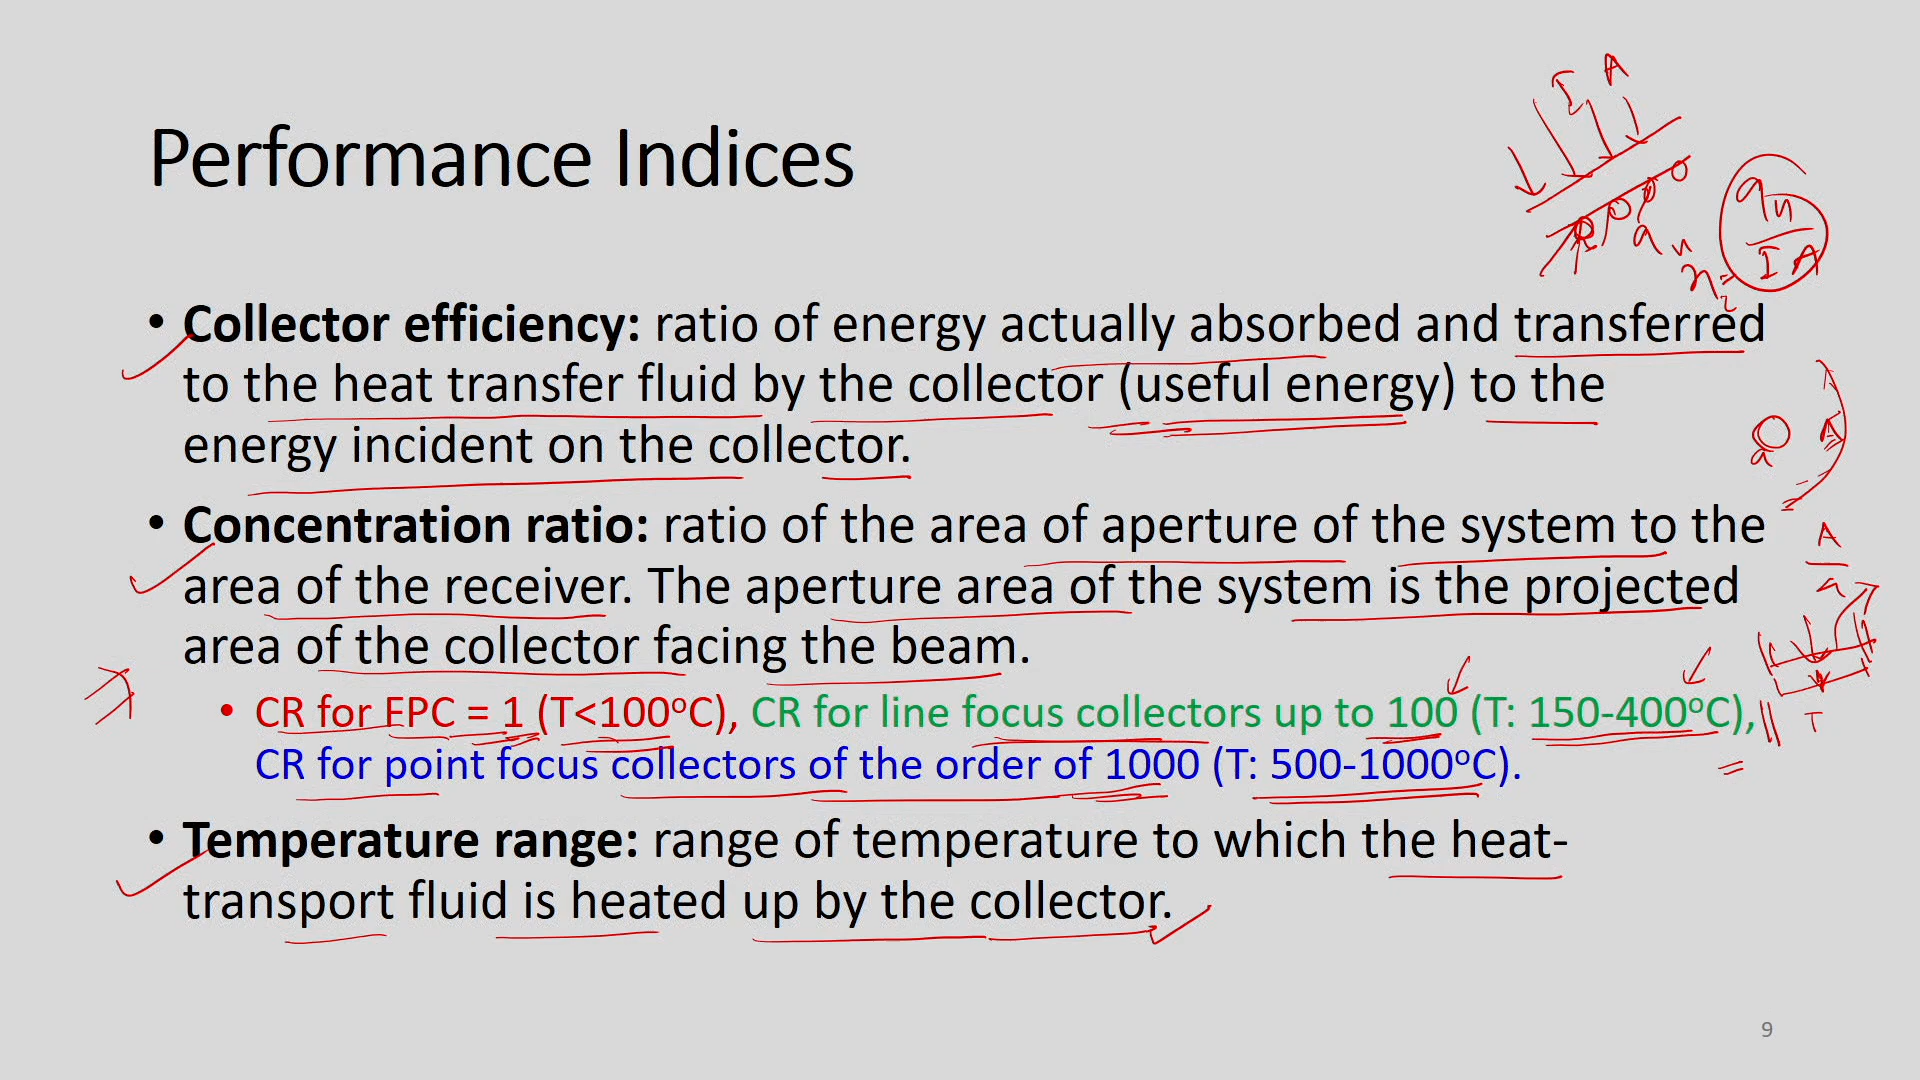 I A
Performance Indices
q u
η = qu / I A
• Collector efficiency: ratio of energy actually absorbed and transferred
to the heat transfer fluid by the collector (useful energy) to the
energy incident on the collector.
a A
• Concentration ratio: ratio of the area of aperture of the system to the
A
area of the receiver. The aperture area of the system is the projected
a
area of the collector facing the beam.
• CR for FPC = 1 (T<100°C), CR for line focus collectors up to 100 (T: 150-400°C),
T
CR for point focus collectors of the order of 1000 (T: 500-1000°C).
• Temperature range: range of temperature to which the heat-
transport fluid is heated up by the collector.
9